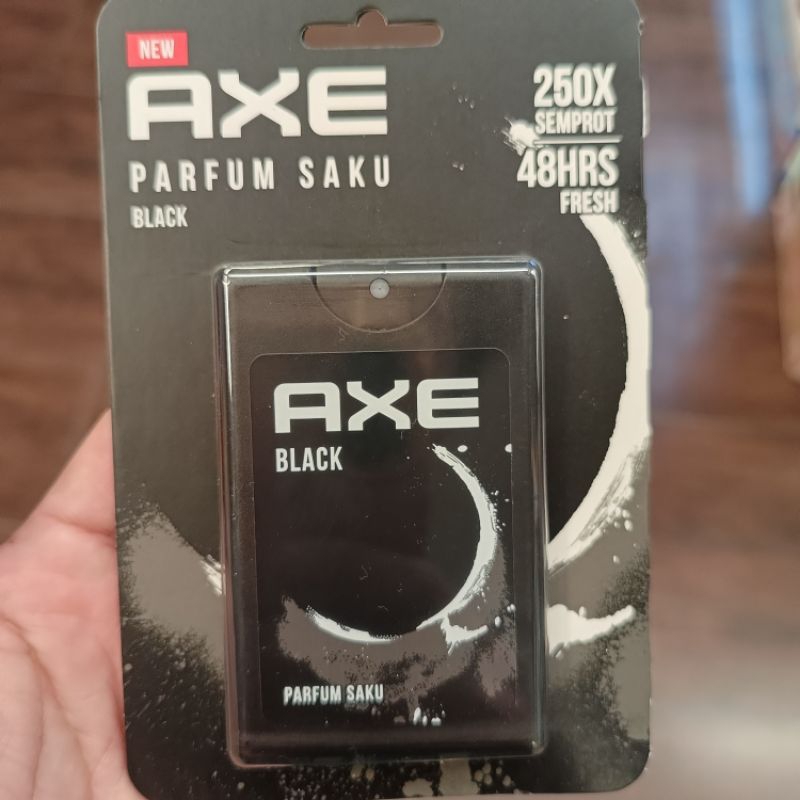 NEW
AXE
PARFUM SAKU
BLACK
250X
SEMPROT
48HRS
FRESH
AXE
BLACK
PARFUM SAKU